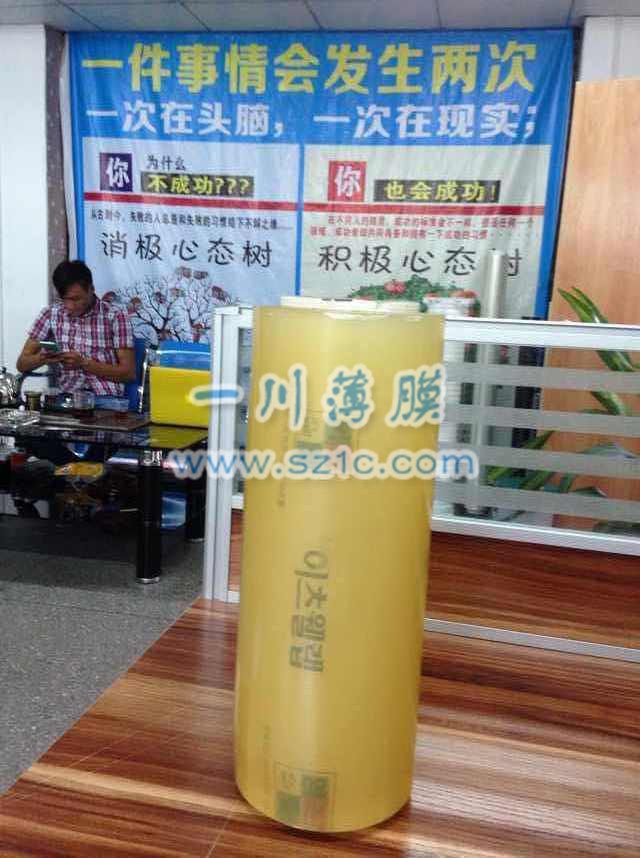 一件事情会发生两次
一次在头脑，一次在现实；
你
为什么
不成功???
消极心态树
你
也会成功！
积极心态树
一川薄膜
www.sz1c.com
이츠웰랩